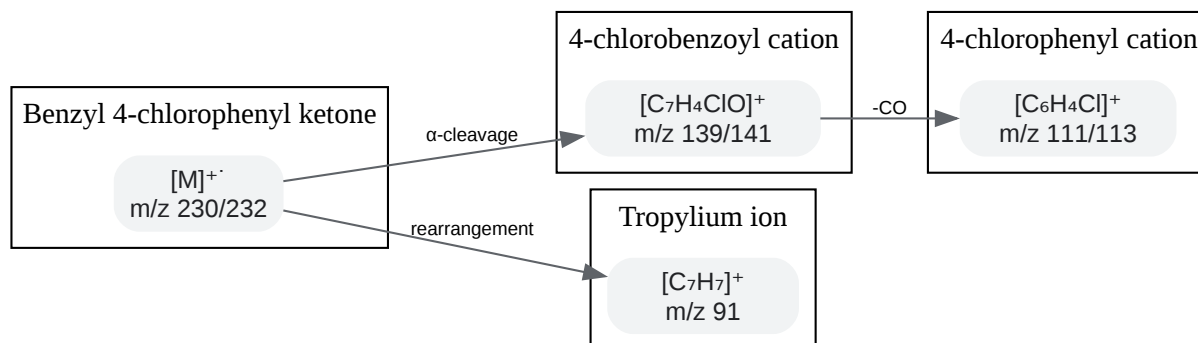 Benzyl 4-chlorophenyl ketone
[M]⁺˙
m/z 230/232
α-cleavage
rearrangement
4-chlorobenzoyl cation
[C₇H₄ClO]⁺
m/z 139/141
-CO
4-chlorophenyl cation
[C₆H₄Cl]⁺
m/z 111/113
Tropylium ion
[C₇H₇]⁺
m/z 91